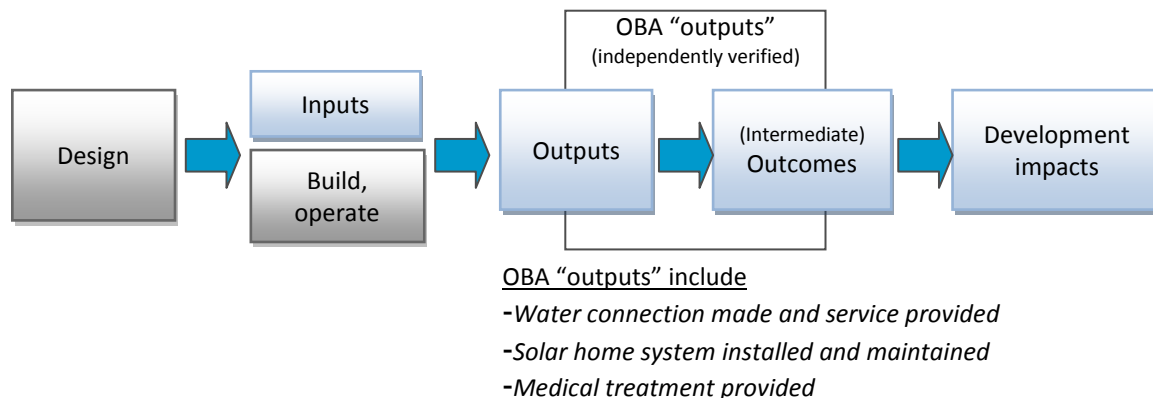 OBA “outputs”
(independently verified)
Design
Inputs
Build,
operate
Outputs
(Intermediate)
Outcomes
Development
impacts
OBA “outputs” include
-Water connection made and service provided
-Solar home system installed and maintained
-Medical treatment provided